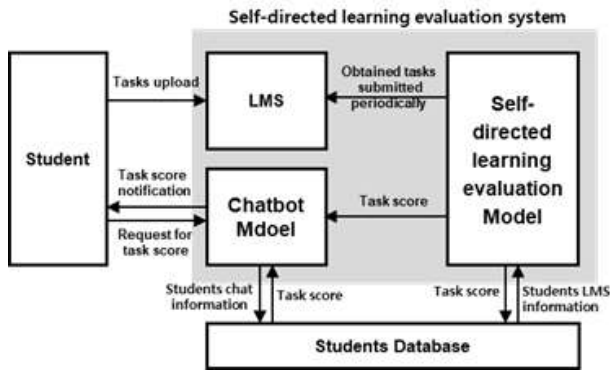 Self-directed learning evaluation system
Tasks upload
LMS
Obtained tasks
submitted
periodically
Self-
directed
learning
evaluation
Model
Student
Task score
notification
Chatbot
Mdoel
Task score
Request for
task score
Students chat
information
Task score
Task score
Students LMS
information
Students Database